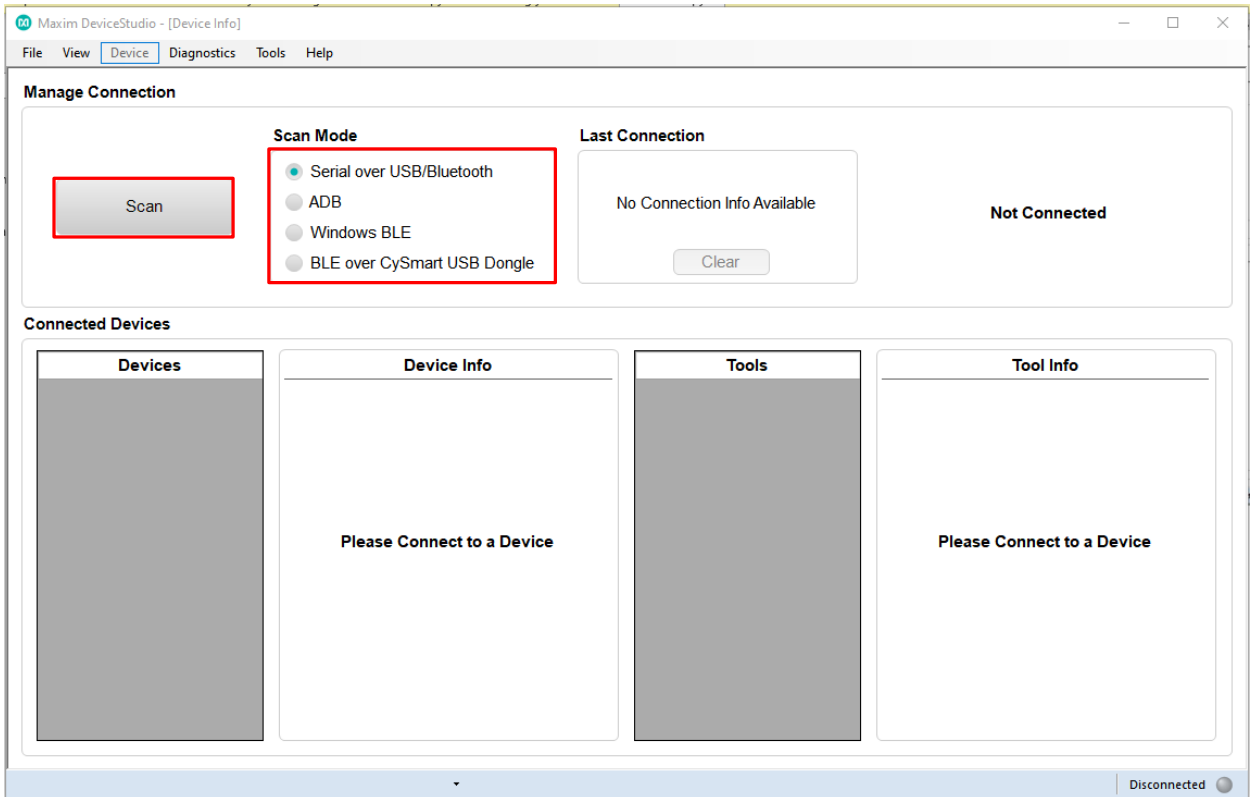 Maxim DeviceStudio - [Device Info]
File View Device Diagnostics Tools Help
Manage Connection
Scan
Scan Mode
Serial over USB/Bluetooth
ADB
Windows BLE
BLE over CySmart USB Dongle
Last Connection
No Connection Info Available
Clear
Not Connected
Connected Devices
Devices
Device Info
Please Connect to a Device
Tools
Tool Info
Please Connect to a Device
Disconnected